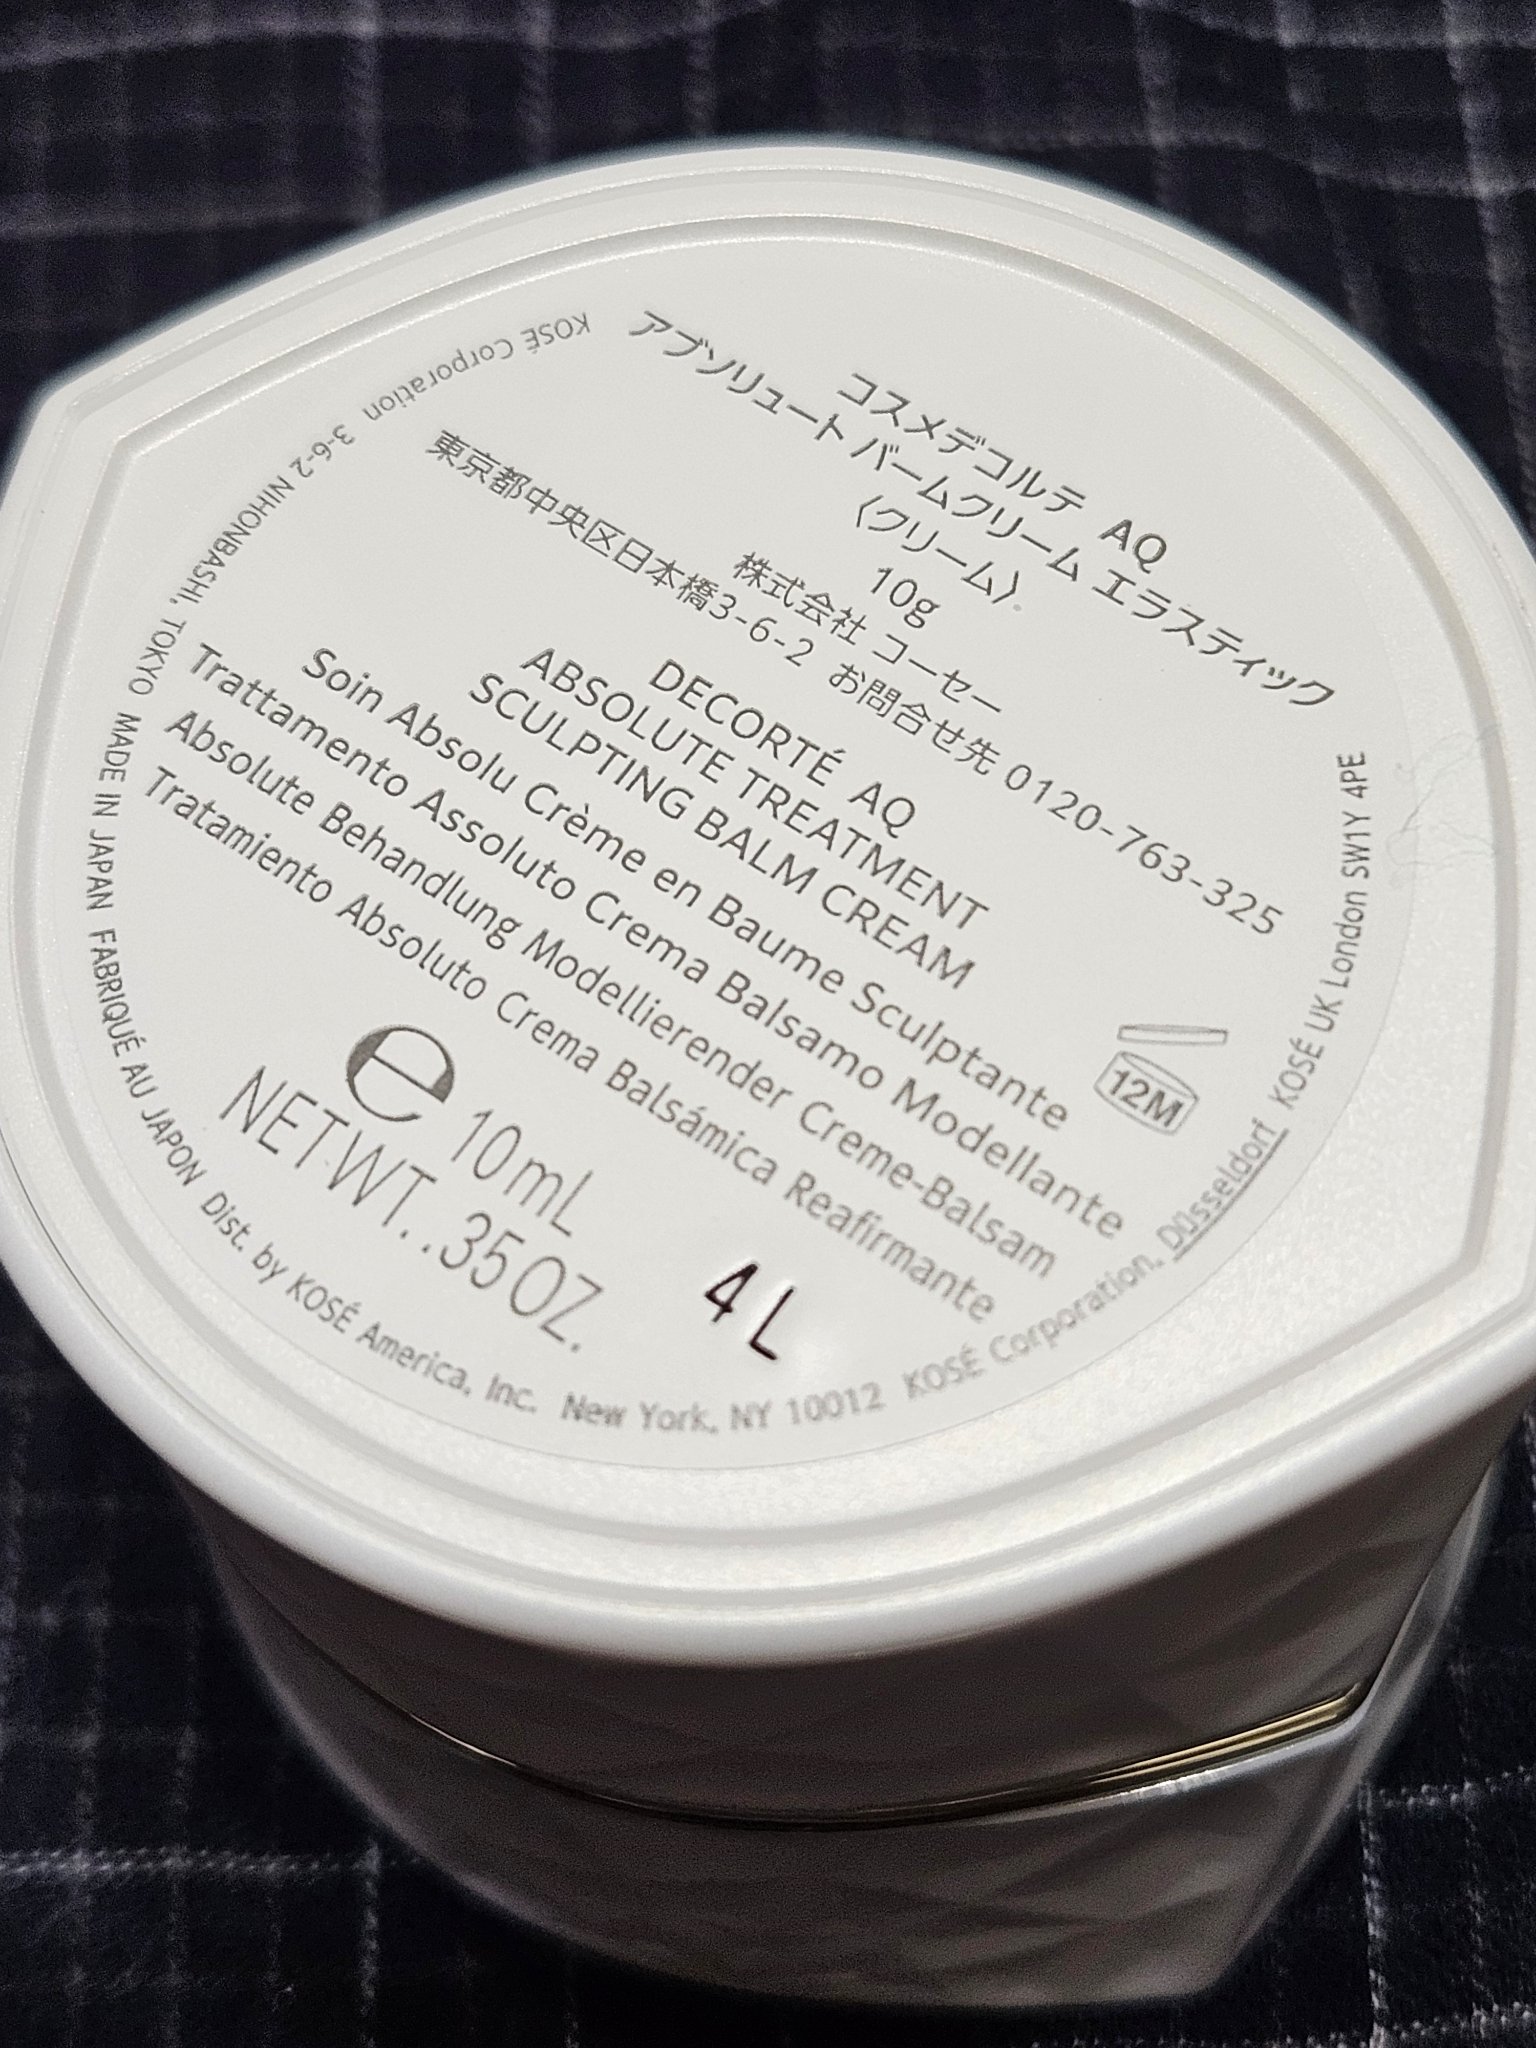 コスメデコルテ AQ
アブソリュート バームクリーム エラスティック
〈クリーム〉
10g
株式会社 コーセー
東京都中央区日本橋3-6-2 お問合せ先 0120-763-325
DECORTÉ AQ
ABSOLUTE TREATMENT
SCULPTING BALM CREAM
Soin Absolu Crème en Baume Sculptante
Trattamento Assoluto Crema Balsamo Modellante
Absolute Behandlung Modellierender Creme-Balsam
Tratamiento Absoluto Crema Balsámica Reafirmante
12M
e 10mL
NET WT. .35 OZ.
4 L
KOSÉ Corporation 3-6-2 NIHONBASHI, TOKYO MADE IN JAPAN FABRIQUÉ AU JAPON Dist. by KOSÉ America, Inc. New York, NY 10012 KOSÉ Corporation, Düsseldorf KOSÉ UK London SW1Y 4PE